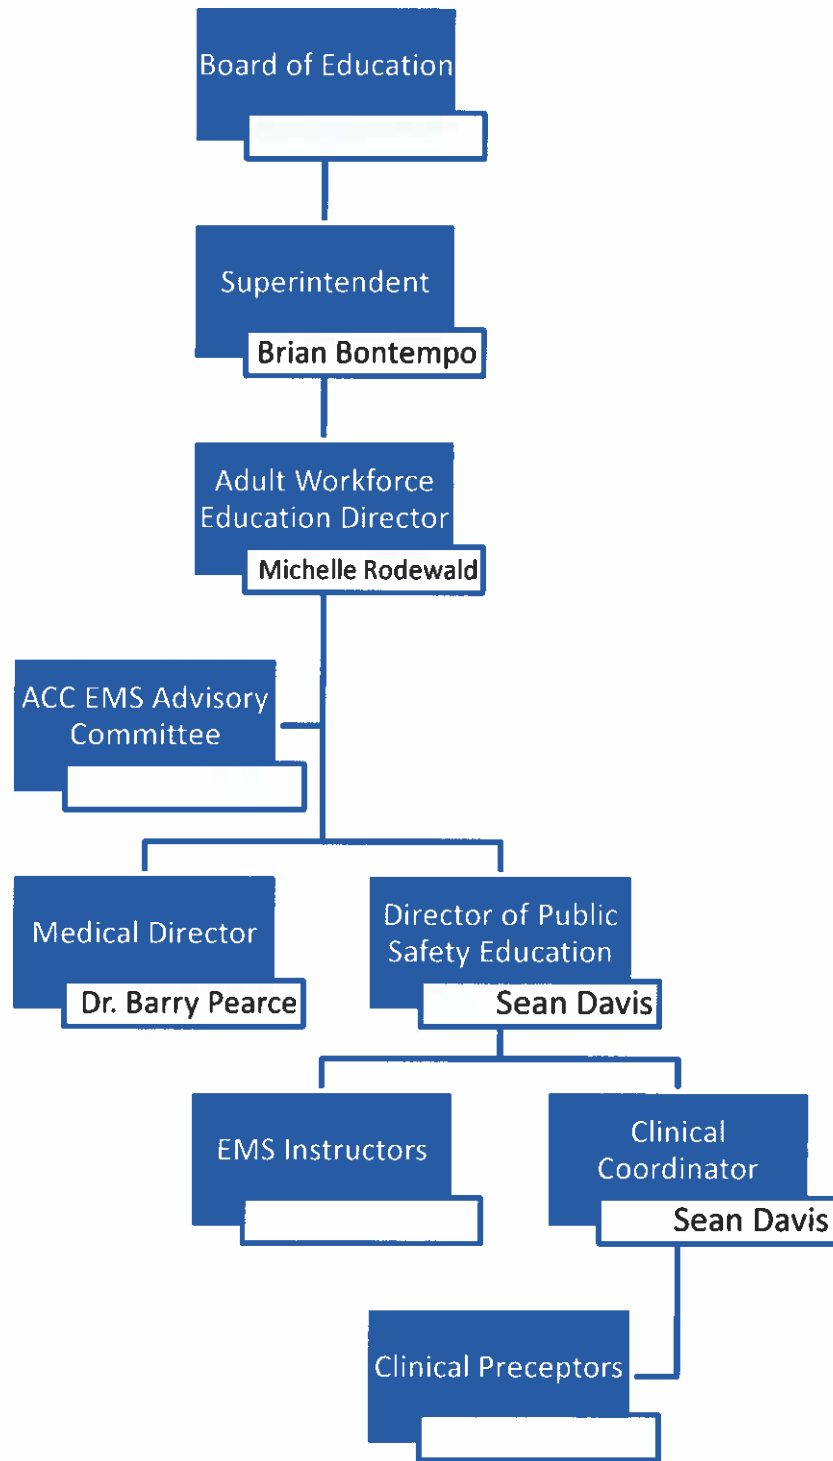 Board of Education
Superintendent
Brian Bontempo
Adult Workforce
Education Director
Michelle Rodewald
ACC EMS Advisory
Committee
Medical Director
Dr. Barry Pearce
Director of Public
Safety Education
Sean Davis
EMS Instructors
Clinical
Coordinator
Sean Davis
Clinical Preceptors